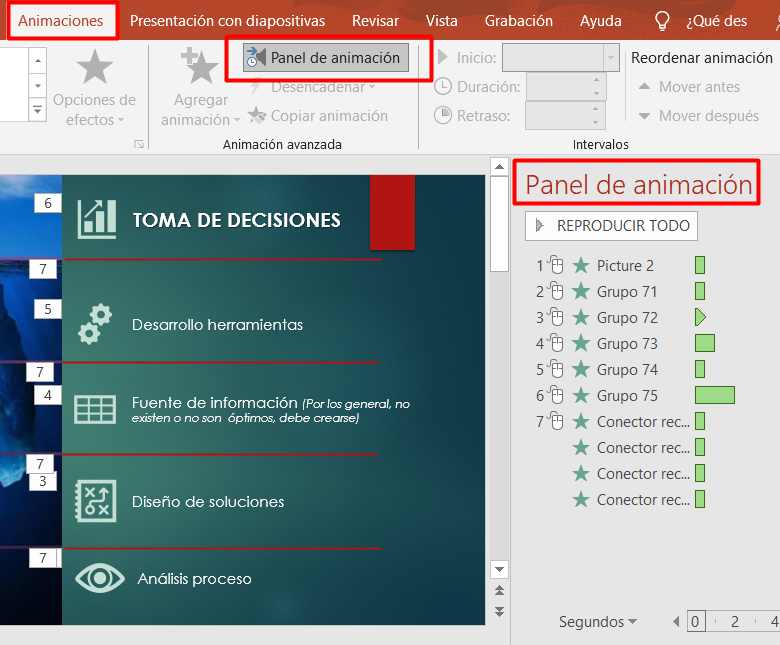 Animaciones Presentación con diapositivas Revisar Vista Grabación Ayuda ¿Qué des
Opciones de
efectos
Agregar
animación
Panel de animación
Desencadenar
Copiar animación
Animación avanzada
Inicio:
Duración:
Retraso:
Reordenar animación
Mover antes
Mover después
Intervalos
6
TOMA DE DECISIONES
7
5
Desarrollo herramientas
7
4
Fuente de información (Por los general, no
existen o no son óptimos, debe crearse)
7
3
Diseño de soluciones
7
Análisis proceso
Panel de animación
REPRODUCIR TODO
1 Picture 2
2 Grupo 71
3 Grupo 72
4 Grupo 73
5 Grupo 74
6 Grupo 75
7 Conector rec...
Conector rec...
Conector rec...
Conector rec...
Segundos 0 2 4